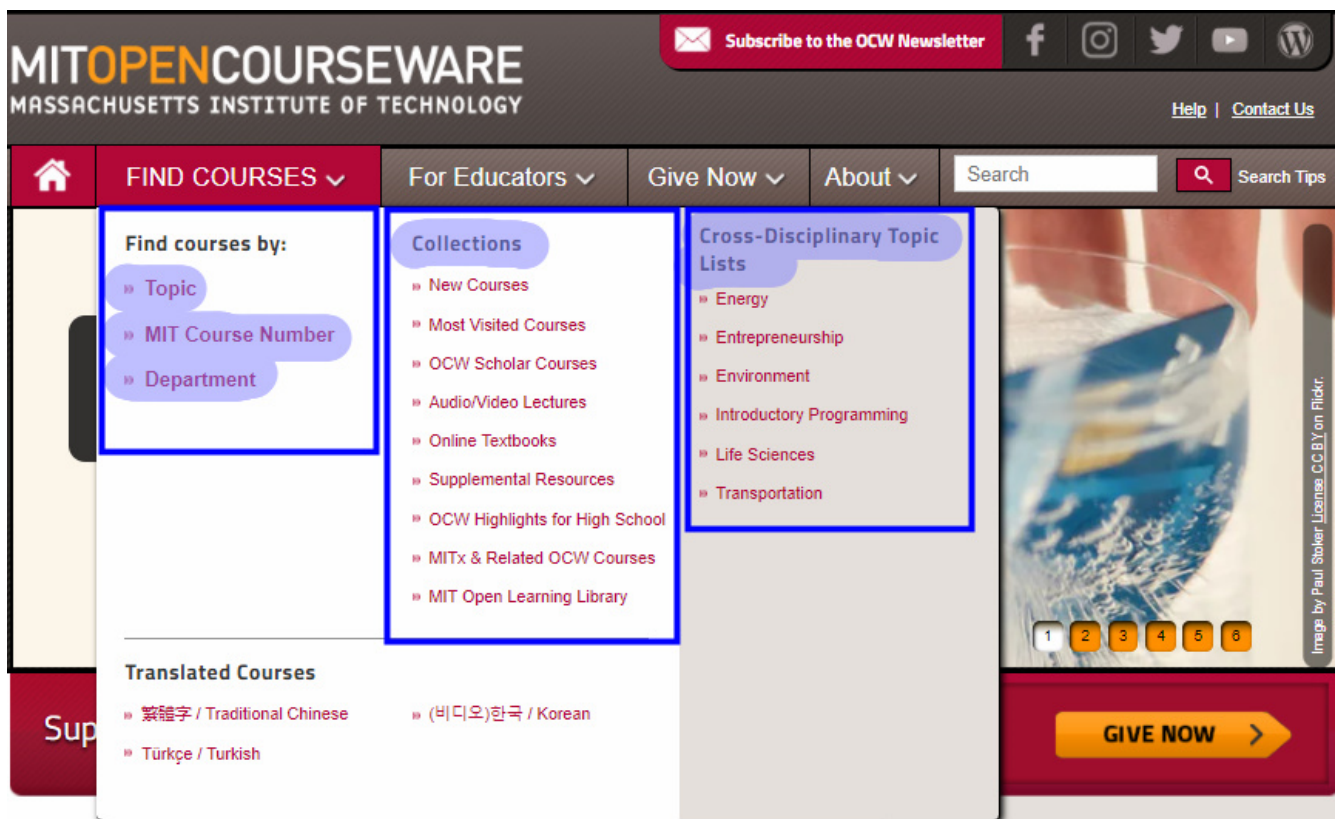 MITOPENCOURSEWARE
MASSACHUSETTS INSTITUTE OF TECHNOLOGY
Subscribe to the OCW Newsletter
Help | Contact Us
FIND COURSES
For Educators
Give Now
About
Search
Search Tips
Find courses by:
» Topic
» MIT Course Number
» Department
Collections
» New Courses
» Most Visited Courses
» OCW Scholar Courses
» Audio/Video Lectures
» Online Textbooks
» Supplemental Resources
» OCW Highlights for High School
» MITx & Related OCW Courses
» MIT Open Learning Library
Cross-Disciplinary Topic
Lists
» Energy
» Entrepreneurship
» Environment
» Introductory Programming
» Life Sciences
» Transportation
Translated Courses
» 繁體字 / Traditional Chinese
» (비디오)한국 / Korean
» Türkçe / Turkish
Image by Paul Stoker License CC BY on Flickr.
1 2 3 4 5 6
Sup
GIVE NOW